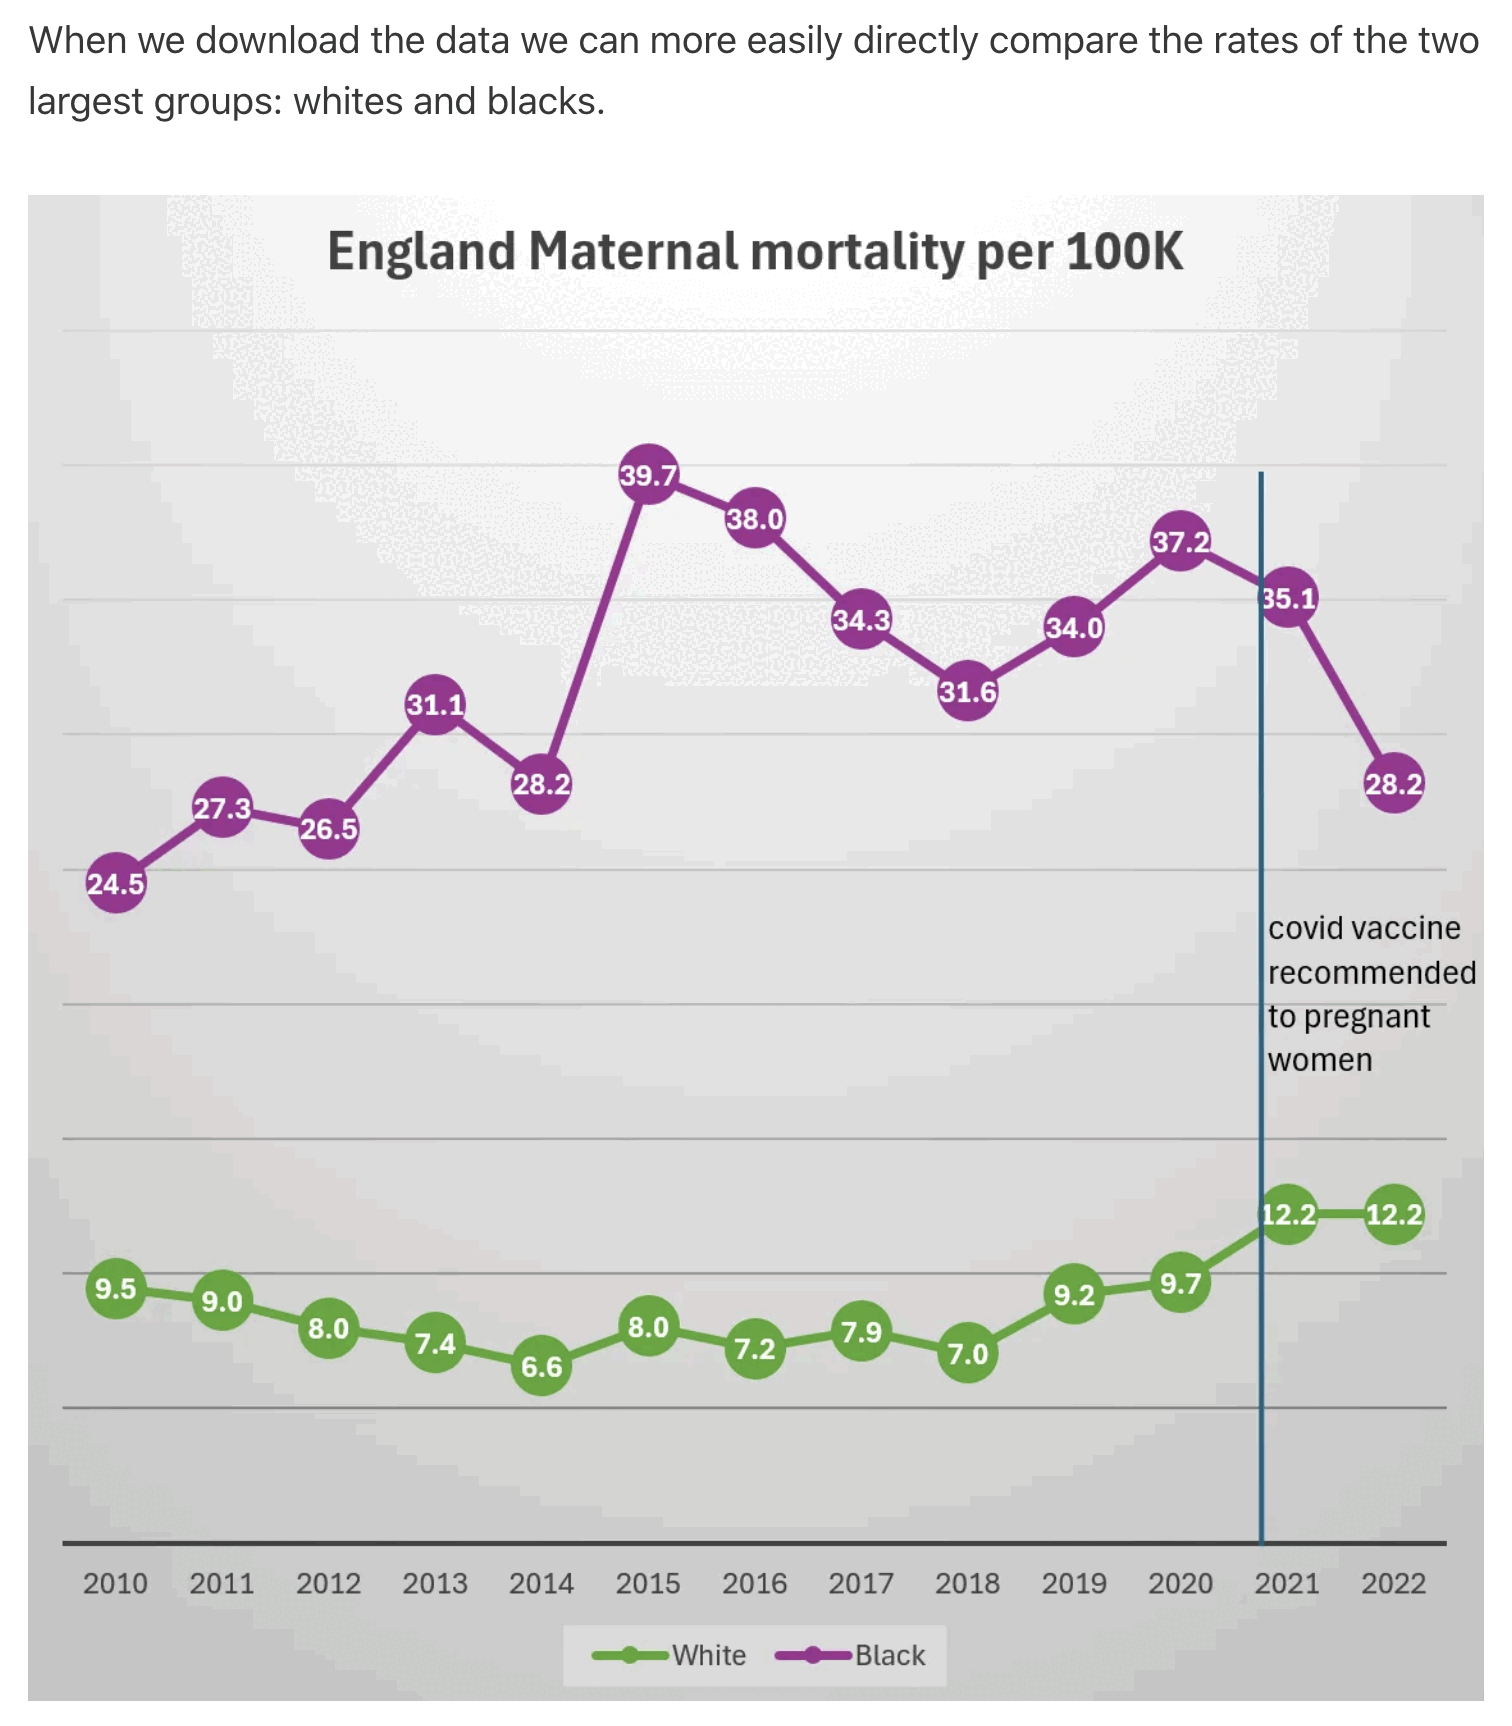 When we download the data we can more easily directly compare the rates of the two
largest groups: whites and blacks.
England Maternal mortality per 100K
39.7
38.0
37.2
35.1
34.3
34.0
31.6
31.1
28.2
28.2
27.3
26.5
24.5
covid vaccine
recommended
to pregnant
women
12.2
12.2
9.5
9.0
8.0
7.4
6.6
8.0
7.2
7.9
7.0
9.2
9.7
2010 2011 2012 2013 2014 2015 2016 2017 2018 2019 2020 2021 2022
White Black